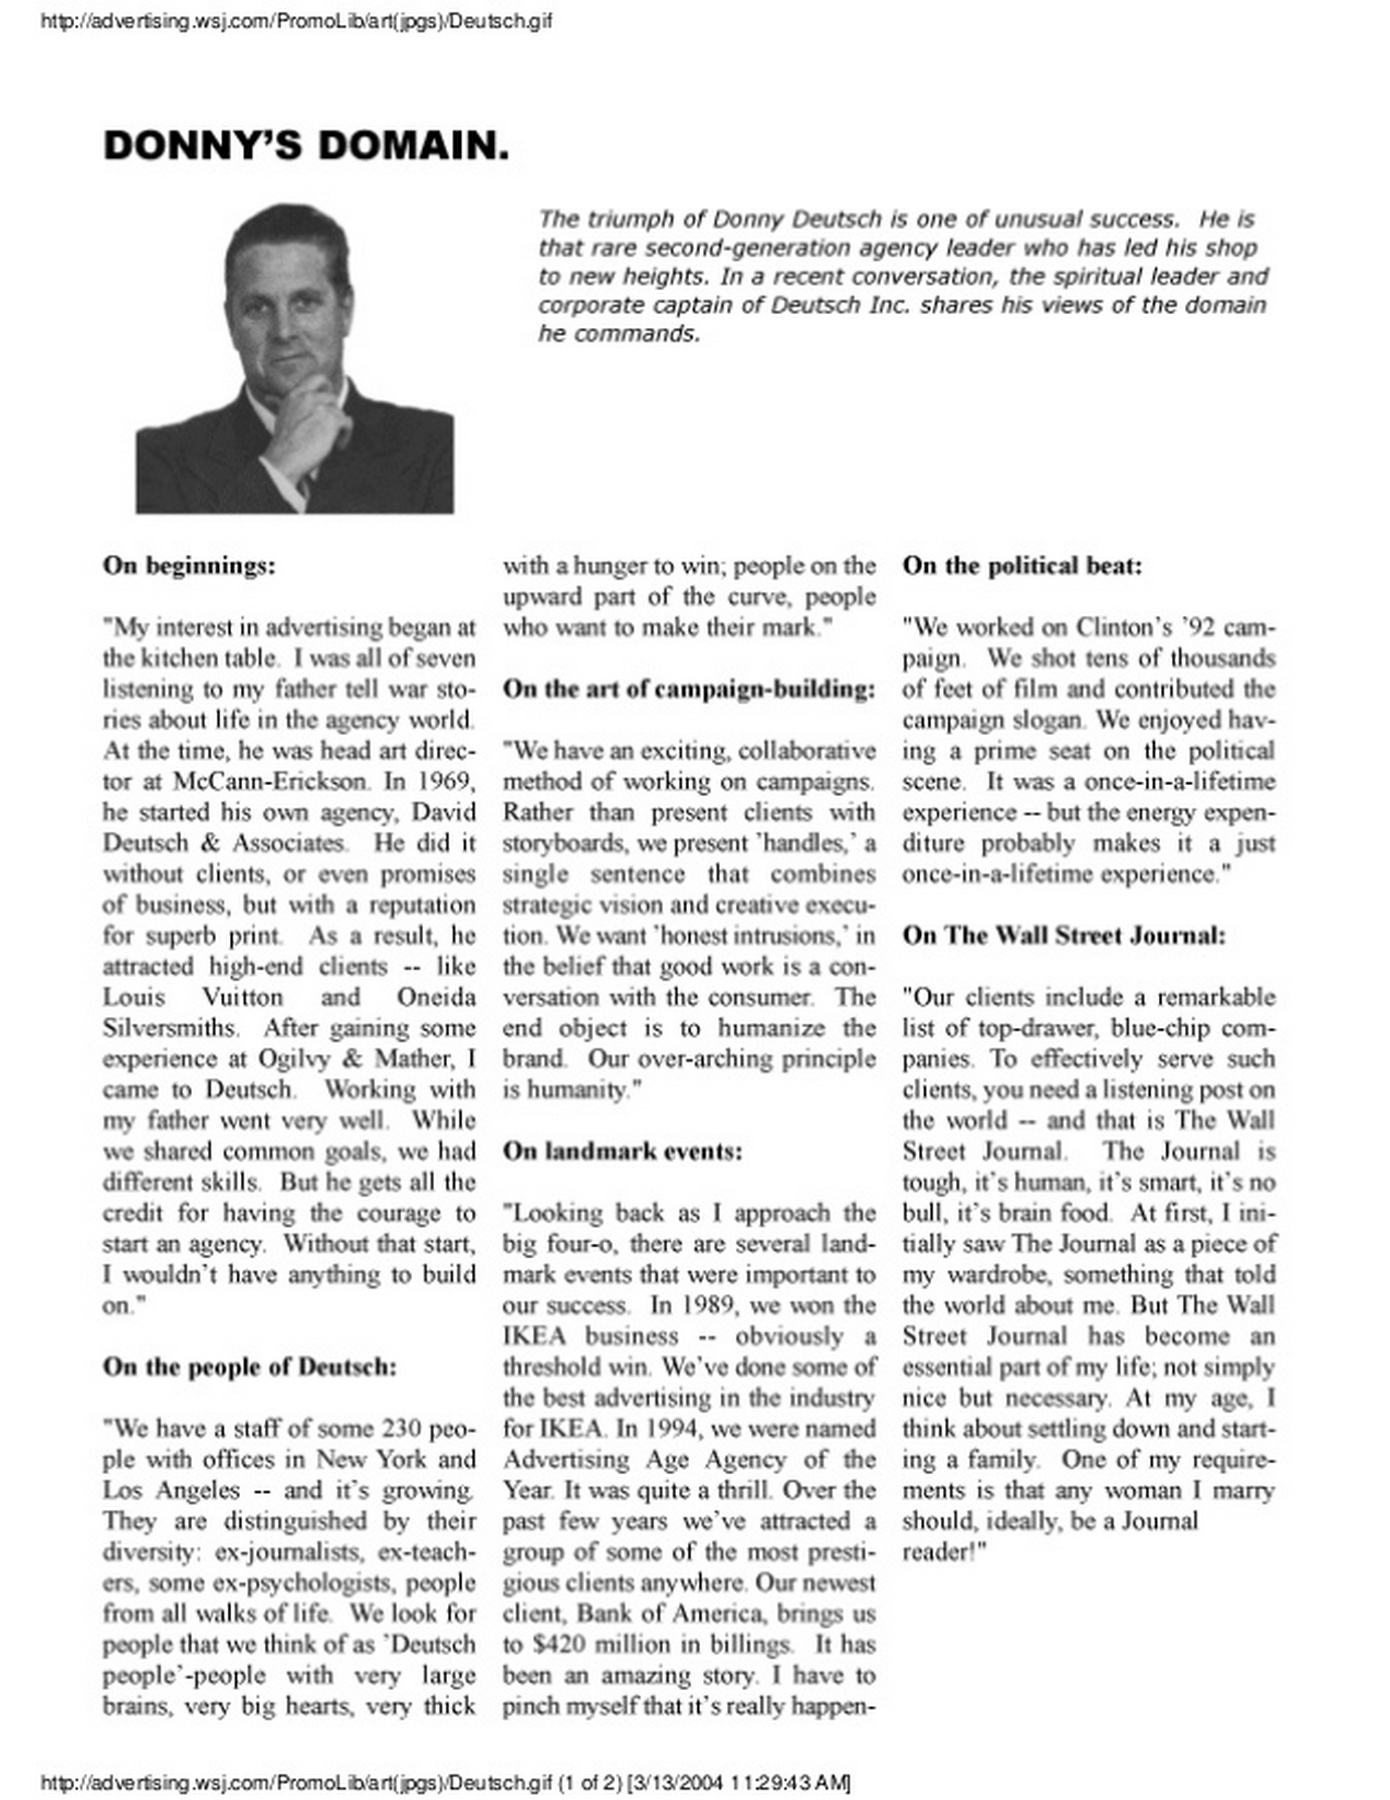 http://advertising.wsj.com/PromoLib/art(jpgs)/Deutsch.gif
DONNY'S DOMAIN.
The triumph of Donny Deutsch is one of unusual success. He is
that rare second-generation agency leader who has led his shop
to new heights. In a recent conversation, the spiritual leader and
corporate captain of Deutsch Inc. shares his views of the domain
he commands.
On beginnings:
"My interest in advertising began at
the kitchen table. I was all of seven
listening to my father tell war sto-
ries about life in the agency world.
At the time, he was head art direc-
tor at McCann-Erickson. In 1969,
he started his own agency, David
Deutsch & Associates. He did it
without clients, or even promises
of business, but with a reputation
for superb print. As a result, he
attracted high-end clients -- like
Louis Vuitton and Oneida
Silversmiths. After gaining some
experience at Ogilvy & Mather, I
came to Deutsch. Working with
my father went very well. While
we shared common goals, we had
different skills. But he gets all the
credit for having the courage to
start an agency. Without that start,
I wouldn't have anything to build
on."
On the people of Deutsch:
"We have a staff of some 230 peo-
ple with offices in New York and
Los Angeles -- and it's growing.
They are distinguished by their
diversity: ex-journalists, ex-teach-
ers, some ex-psychologists, people
from all walks of life. We look for
people that we think of as 'Deutsch
people'-people with very large
brains, very big hearts, very thick
with a hunger to win; people on the
upward part of the curve, people
who want to make their mark."
On the art of campaign-building:
"We have an exciting, collaborative
method of working on campaigns.
Rather than present clients with
storyboards, we present 'handles,' a
single sentence that combines
strategic vision and creative execu-
tion. We want 'honest intrusions,' in
the belief that good work is a con-
versation with the consumer. The
end object is to humanize the
brand. Our over-arching principle
is humanity."
On landmark events:
"Looking back as I approach the
big four-o, there are several land-
mark events that were important to
our success. In 1989, we won the
IKEA business -- obviously a
threshold win. We've done some of
the best advertising in the industry
for IKEA. In 1994, we were named
Advertising Age Agency of the
Year. It was quite a thrill. Over the
past few years we've attracted a
group of some of the most presti-
gious clients anywhere. Our newest
client, Bank of America, brings us
to $420 million in billings. It has
been an amazing story. I have to
pinch myself that it's really happen-
On the political beat:
"We worked on Clinton's '92 cam-
paign. We shot tens of thousands
of feet of film and contributed the
campaign slogan. We enjoyed hav-
ing a prime seat on the political
scene. It was a once-in-a-lifetime
experience -- but the energy expen-
diture probably makes it a just
once-in-a-lifetime experience."
On The Wall Street Journal:
"Our clients include a remarkable
list of top-drawer, blue-chip com-
panies. To effectively serve such
clients, you need a listening post on
the world -- and that is The Wall
Street Journal. The Journal is
tough, it's human, it's smart, it's no
bull, it's brain food. At first, I ini-
tially saw The Journal as a piece of
my wardrobe, something that told
the world about me. But The Wall
Street Journal has become an
essential part of my life; not simply
nice but necessary. At my age, I
think about settling down and start-
ing a family. One of my require-
ments is that any woman I marry
should, ideally, be a Journal
reader!"
http://advertising.wsj.com/PromoLib/art(jpgs)/Deutsch.gif (1 of 2) [3/13/2004 11:29:43 AM]